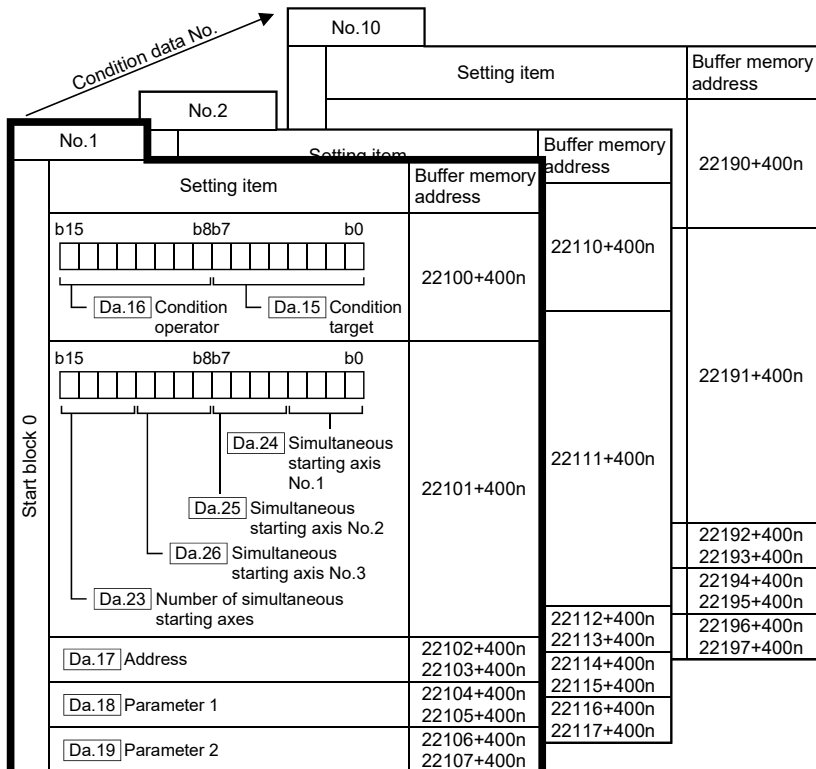 Condition data No.
No.10
Setting item
Buffer memory
address
22190+400n
22191+400n
22192+400n
22193+400n
22194+400n
22195+400n
22196+400n
22197+400n
No.2
Setting item
Buffer memory
address
22110+400n
22111+400n
22112+400n
22113+400n
22114+400n
22115+400n
22116+400n
22117+400n
No.1
Start block 0
Setting item
Buffer memory
address
b15 b8b7 b0
Da.16 Condition
operator
Da.15 Condition
target
22100+400n
b15 b8b7 b0
Da.24 Simultaneous
starting axis
No.1
Da.25 Simultaneous
starting axis No.2
Da.26 Simultaneous
starting axis No.3
Da.23 Number of simultaneous
starting axes
22101+400n
Da.17 Address
22102+400n
22103+400n
Da.18 Parameter 1
22104+400n
22105+400n
Da.19 Parameter 2
22106+400n
22107+400n